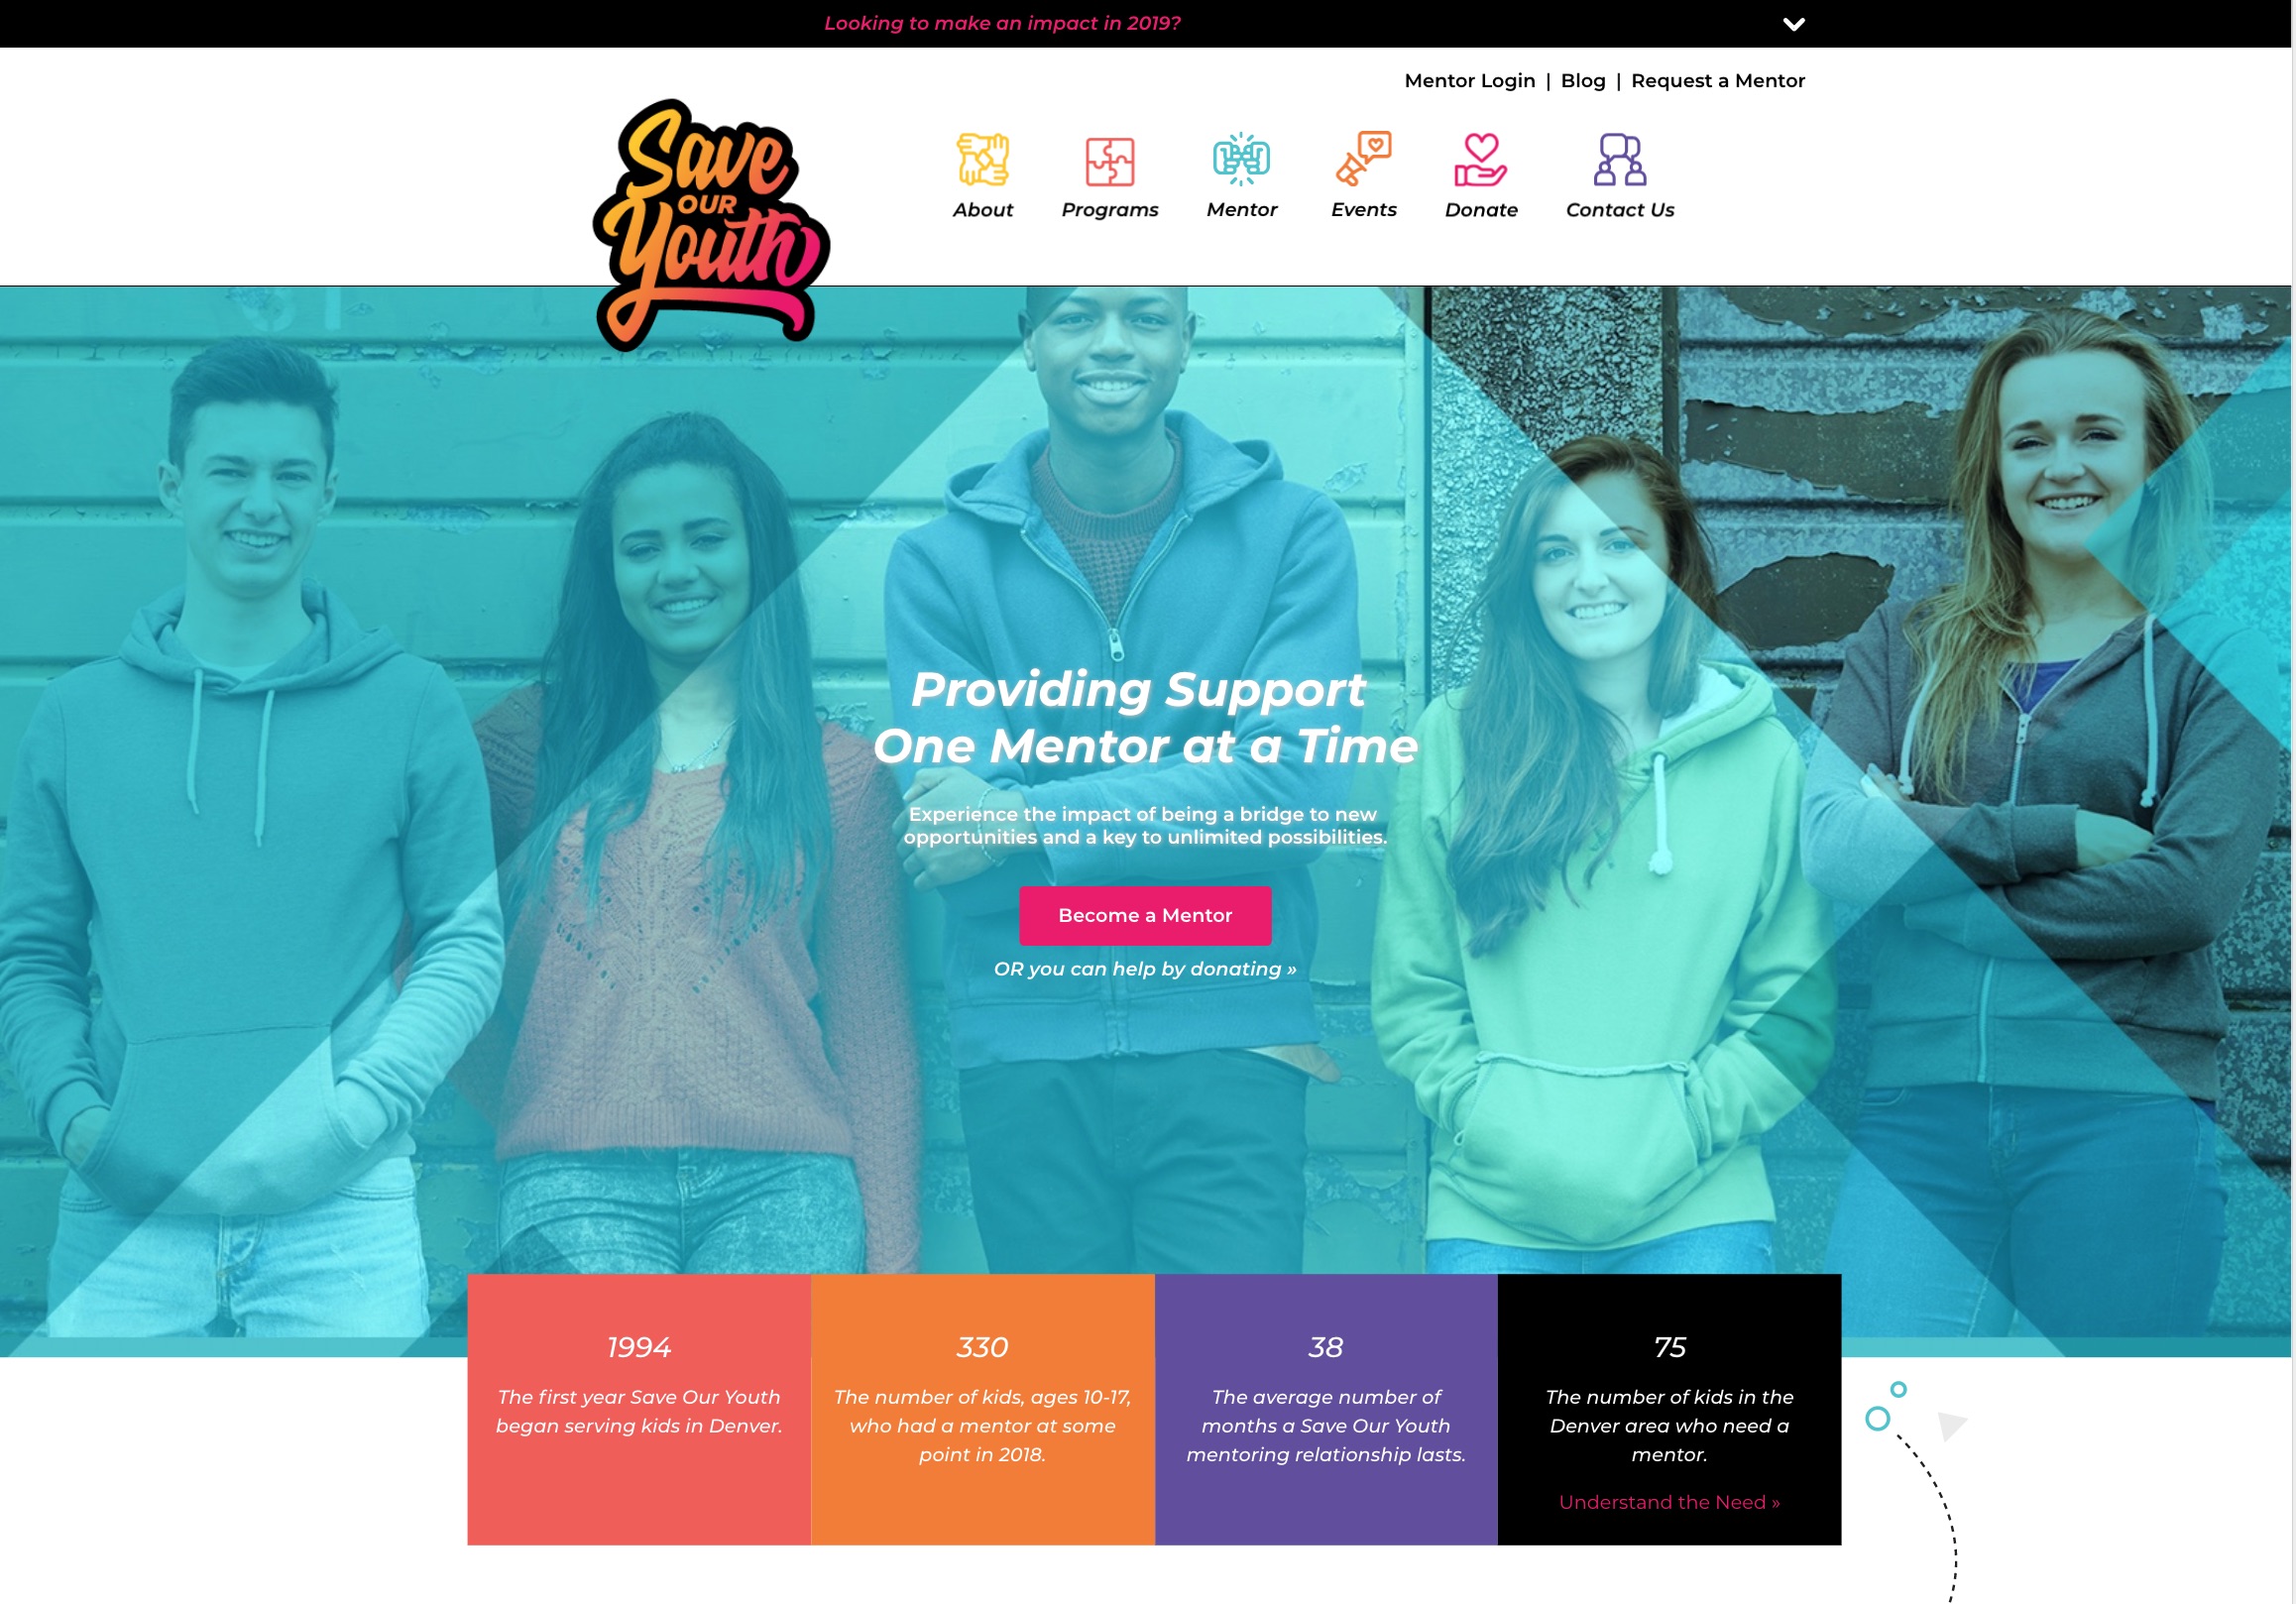 Looking to make an impact in 2019?
Mentor Login | Blog | Request a Mentor
Save
OUR
Youth
About
Programs
Mentor
Events
Donate
Contact Us
Providing Support
One Mentor at a Time
Experience the impact of being a bridge to new
opportunities and a key to unlimited possibilities.
Become a Mentor
OR you can help by donating »
1994
The first year Save Our Youth
began serving kids in Denver.
330
The number of kids, ages 10-17,
who had a mentor at some
point in 2018.
38
The average number of
months a Save Our Youth
mentoring relationship lasts.
75
The number of kids in the
Denver area who need a
mentor.
Understand the Need »